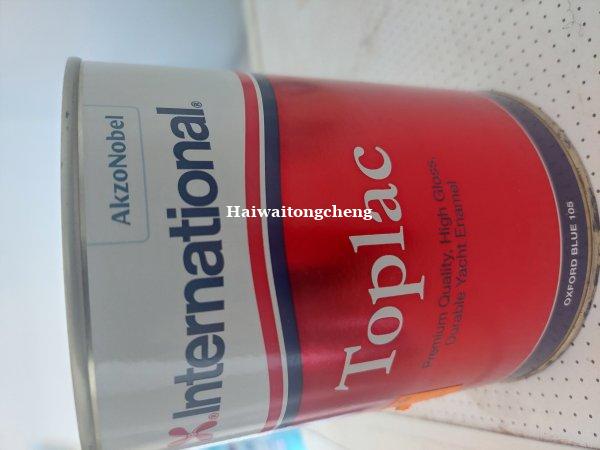 AkzoNobel
International®
Toplac
Premium Quality, High Gloss,
Durable Yacht Enamel
OXFORD BLUE 105
Haiwaitongcheng